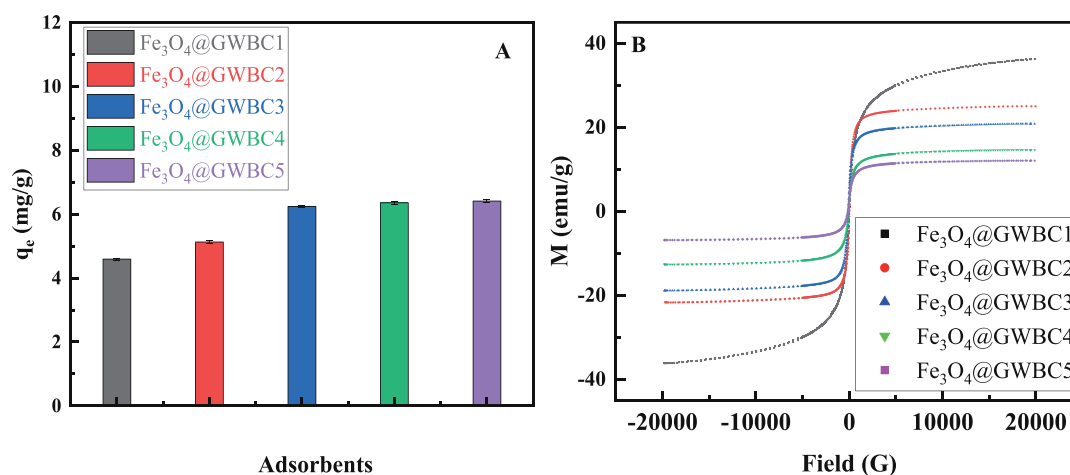 A
Fe₃O₄@GWBC1
Fe₃O₄@GWBC2
Fe₃O₄@GWBC3
Fe₃O₄@GWBC4
Fe₃O₄@GWBC5
12
10
8
6
4
2
0
qₑ (mg/g)
Adsorbents
B
40
20
0
-20
-40
M (emu/g)
Fe₃O₄@GWBC1
Fe₃O₄@GWBC2
Fe₃O₄@GWBC3
Fe₃O₄@GWBC4
Fe₃O₄@GWBC5
-20000 -10000 0 10000 20000
Field (G)